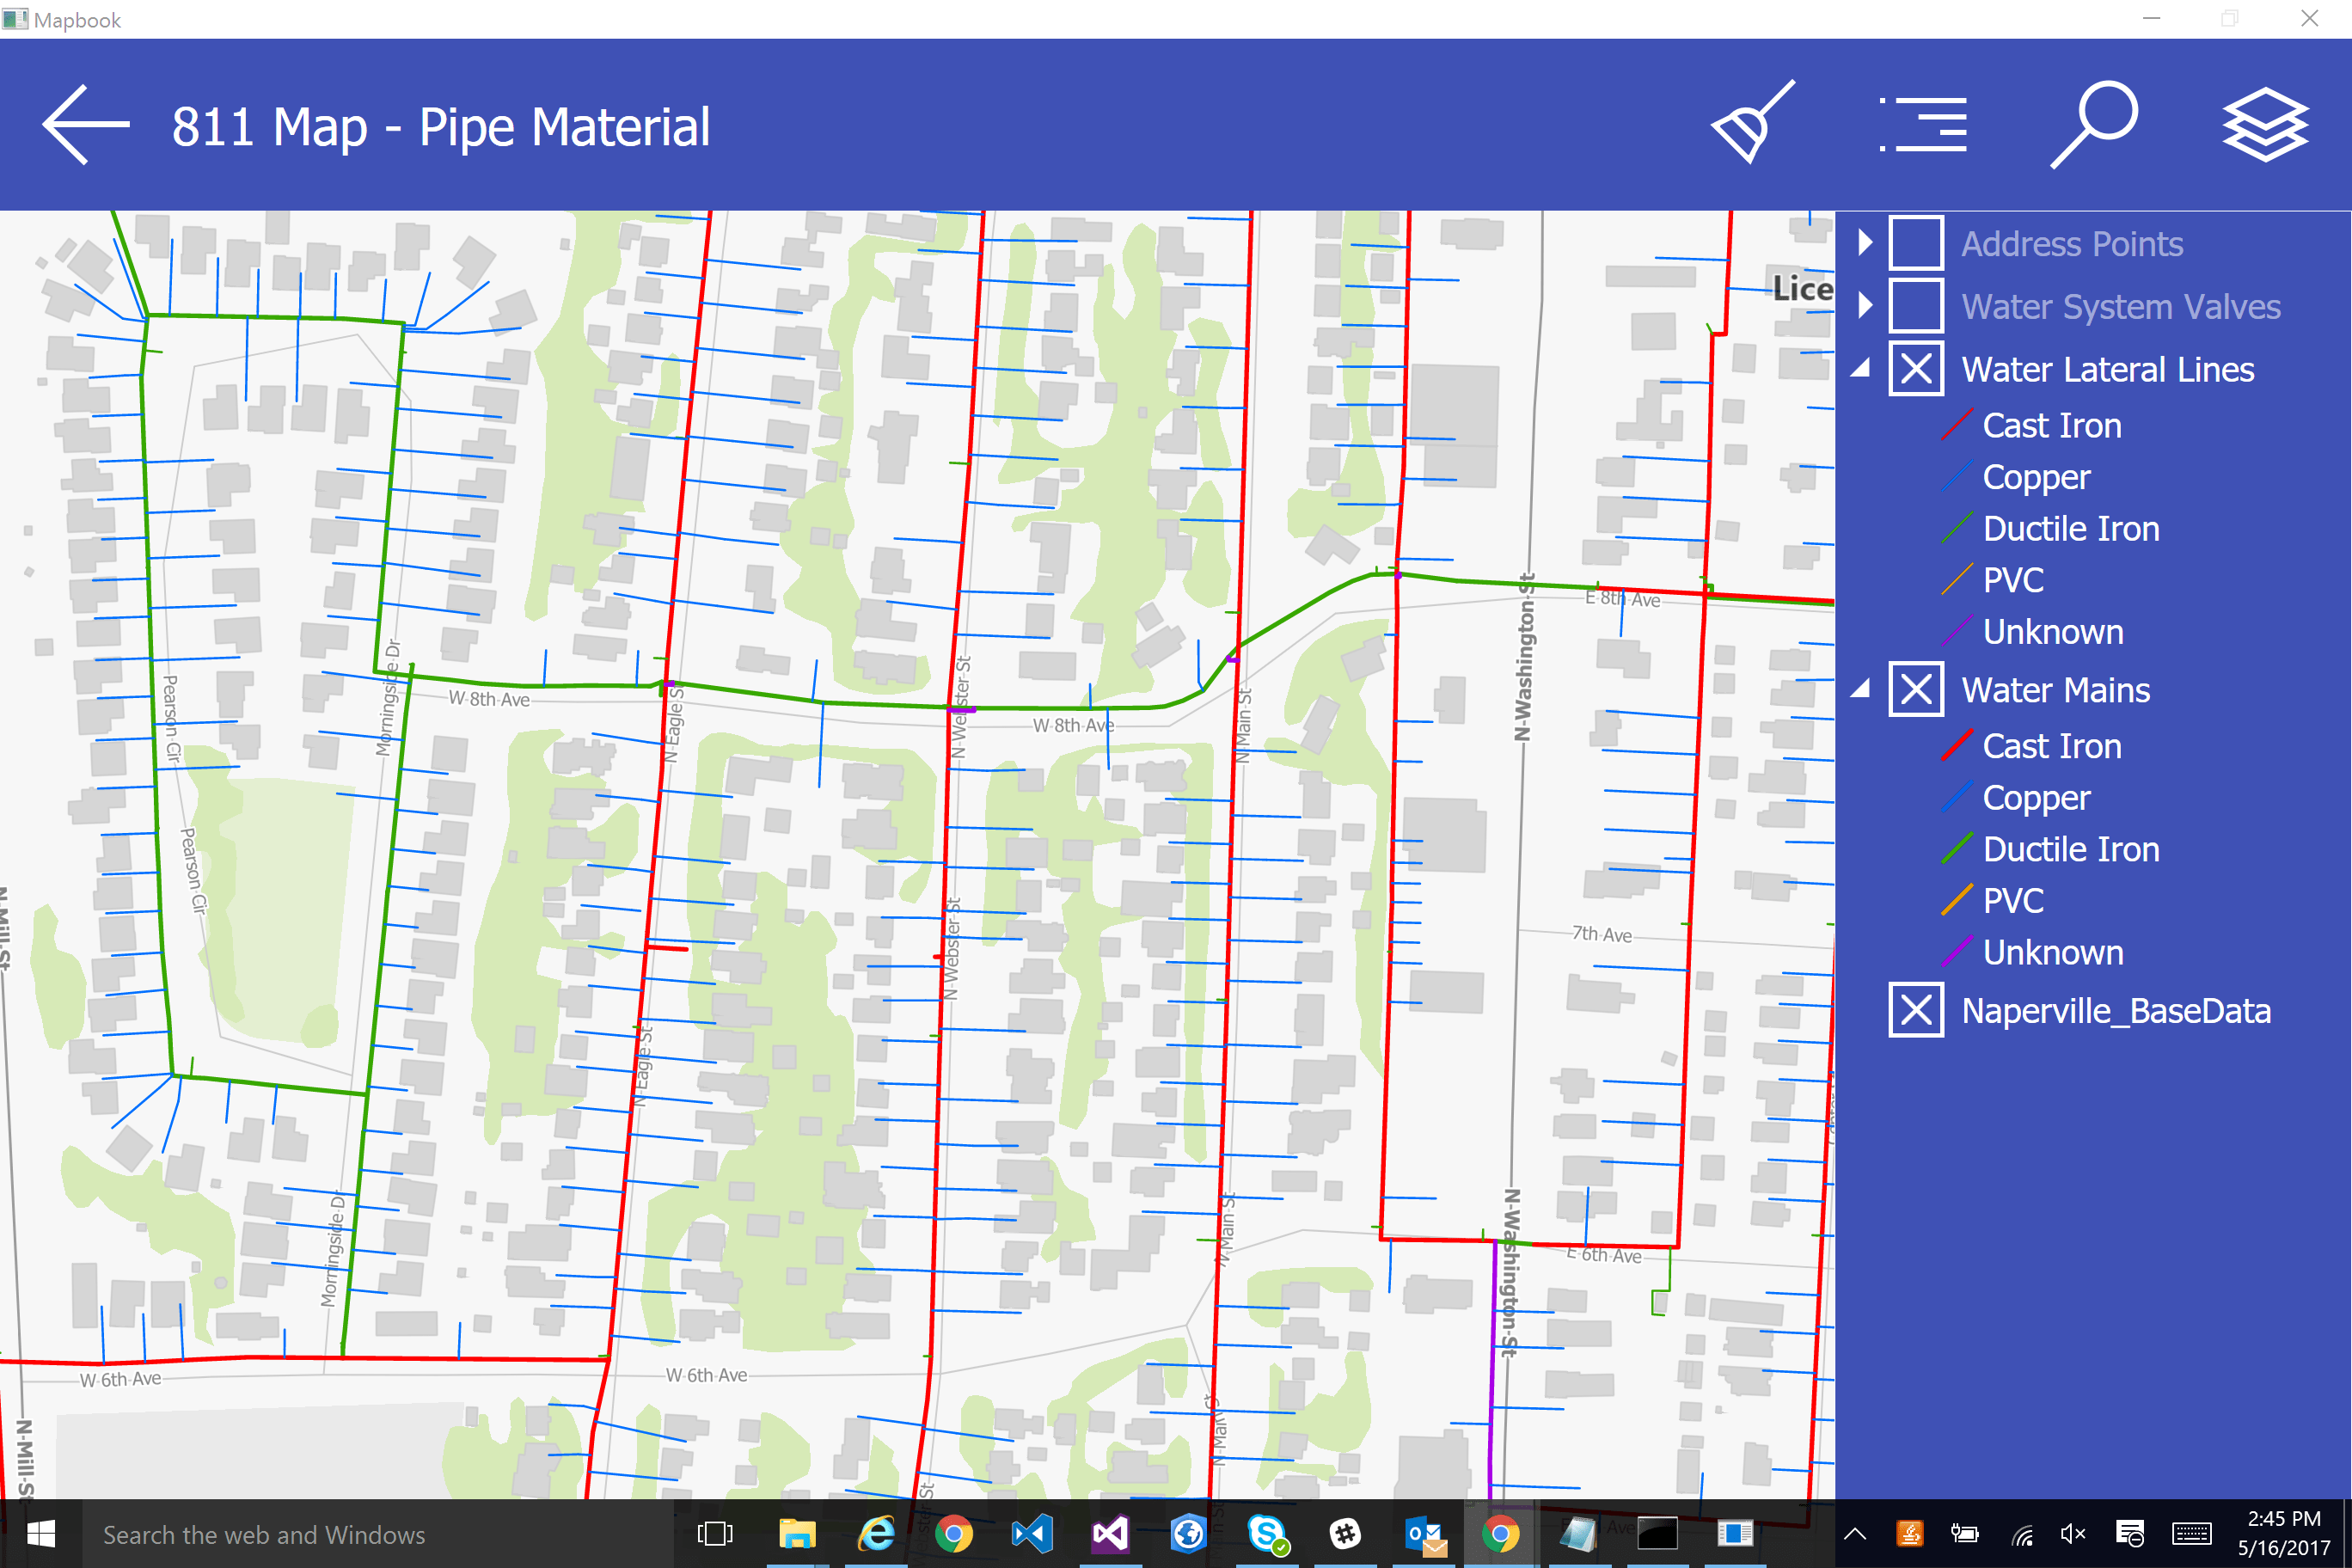 Mapbook
811 Map - Pipe Material
Address Points
Water System Valves
Water Lateral Lines
Cast Iron
Copper
Ductile Iron
PVC
Unknown
Water Mains
Cast Iron
Copper
Ductile Iron
PVC
Unknown
Naperville_BaseData
Lice
E 8th Ave
N Washington St
Morningside Dr
Pearson Cir
W 8th Ave
N Eagle St
N Webster St
W 8th Ave
N Main St
Pearson Cir
N Mill St
N Webster St
7th Ave
N Eagle St
Morningside Dr
N Main St
N Washington St
E 6th Ave
W 6th Ave
W 6th Ave
N Mill St
N Main St
Search the web and Windows
2:45 PM
5/16/2017